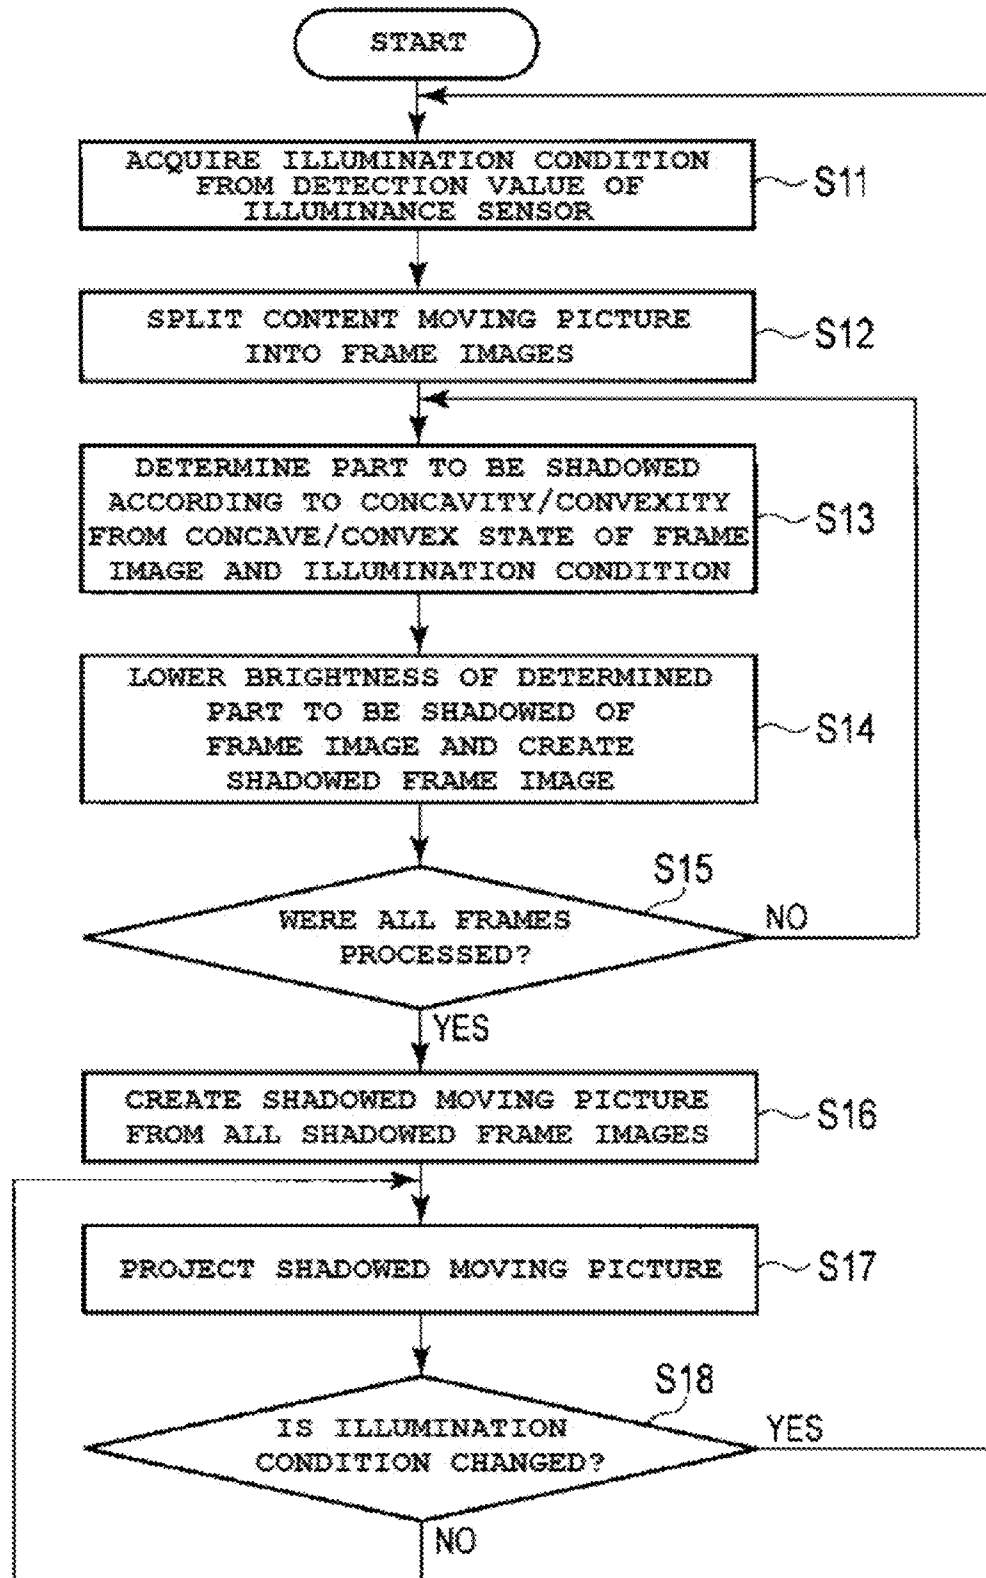 START
ACQUIRE ILLUMINATION CONDITION
FROM DETECTION VALUE OF
ILLUMINANCE SENSOR
S11
SPLIT CONTENT MOVING PICTURE
INTO FRAME IMAGES
S12
DETERMINE PART TO BE SHADOWED
ACCORDING TO CONCAVITY/CONVEXITY
FROM CONCAVE/CONVEX STATE OF FRAME
IMAGE AND ILLUMINATION CONDITION
S13
LOWER BRIGHTNESS OF DETERMINED
PART TO BE SHADOWED OF
FRAME IMAGE AND CREATE
SHADOWED FRAME IMAGE
S14
S15
WERE ALL FRAMES
PROCESSED?
NO
YES
CREATE SHADOWED MOVING PICTURE
FROM ALL SHADOWED FRAME IMAGES
S16
PROJECT SHADOWED MOVING PICTURE
S17
S18
IS ILLUMINATION
CONDITION CHANGED?
YES
NO